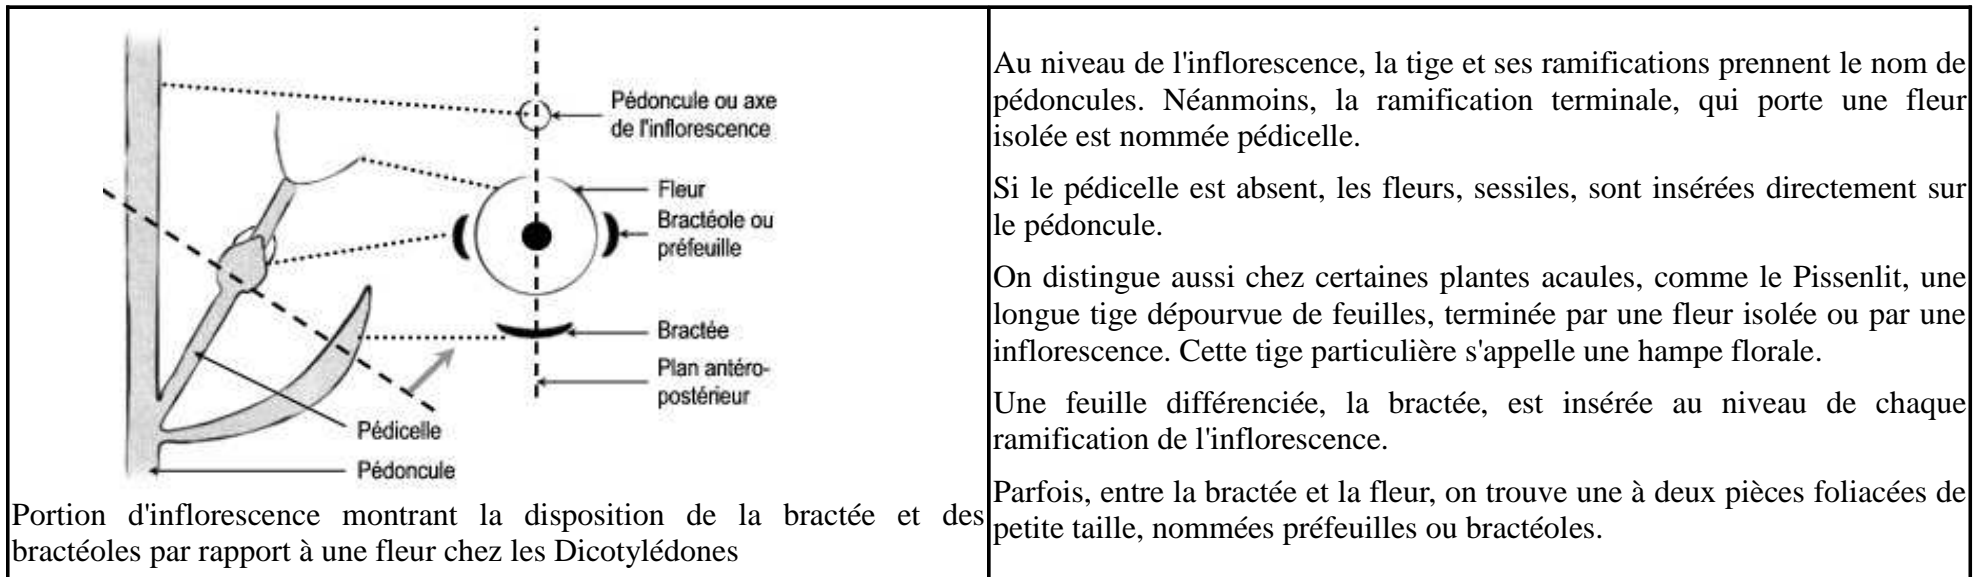 Pédoncule ou axe
de l'inflorescence
Fleur
Bractéole ou
préfeuille
Bractée
Plan antéro-
postérieur
Pédicelle
Pédoncule
Portion d'inflorescence montrant la disposition de la bractée et des
bractéoles par rapport à une fleur chez les Dicotylédones
Au niveau de l'inflorescence, la tige et ses ramifications prennent le nom de
pédoncules. Néanmoins, la ramification terminale, qui porte une fleur
isolée est nommée pédicelle.
Si le pédicelle est absent, les fleurs, sessiles, sont insérées directement sur
le pédoncule.
On distingue aussi chez certaines plantes acaules, comme le Pissenlit, une
longue tige dépourvue de feuilles, terminée par une fleur isolée ou par une
inflorescence. Cette tige particulière s'appelle une hampe florale.
Une feuille différenciée, la bractée, est insérée au niveau de chaque
ramification de l'inflorescence.
Parfois, entre la bractée et la fleur, on trouve une à deux pièces foliacées de
petite taille, nommées préfeuilles ou bractéoles.